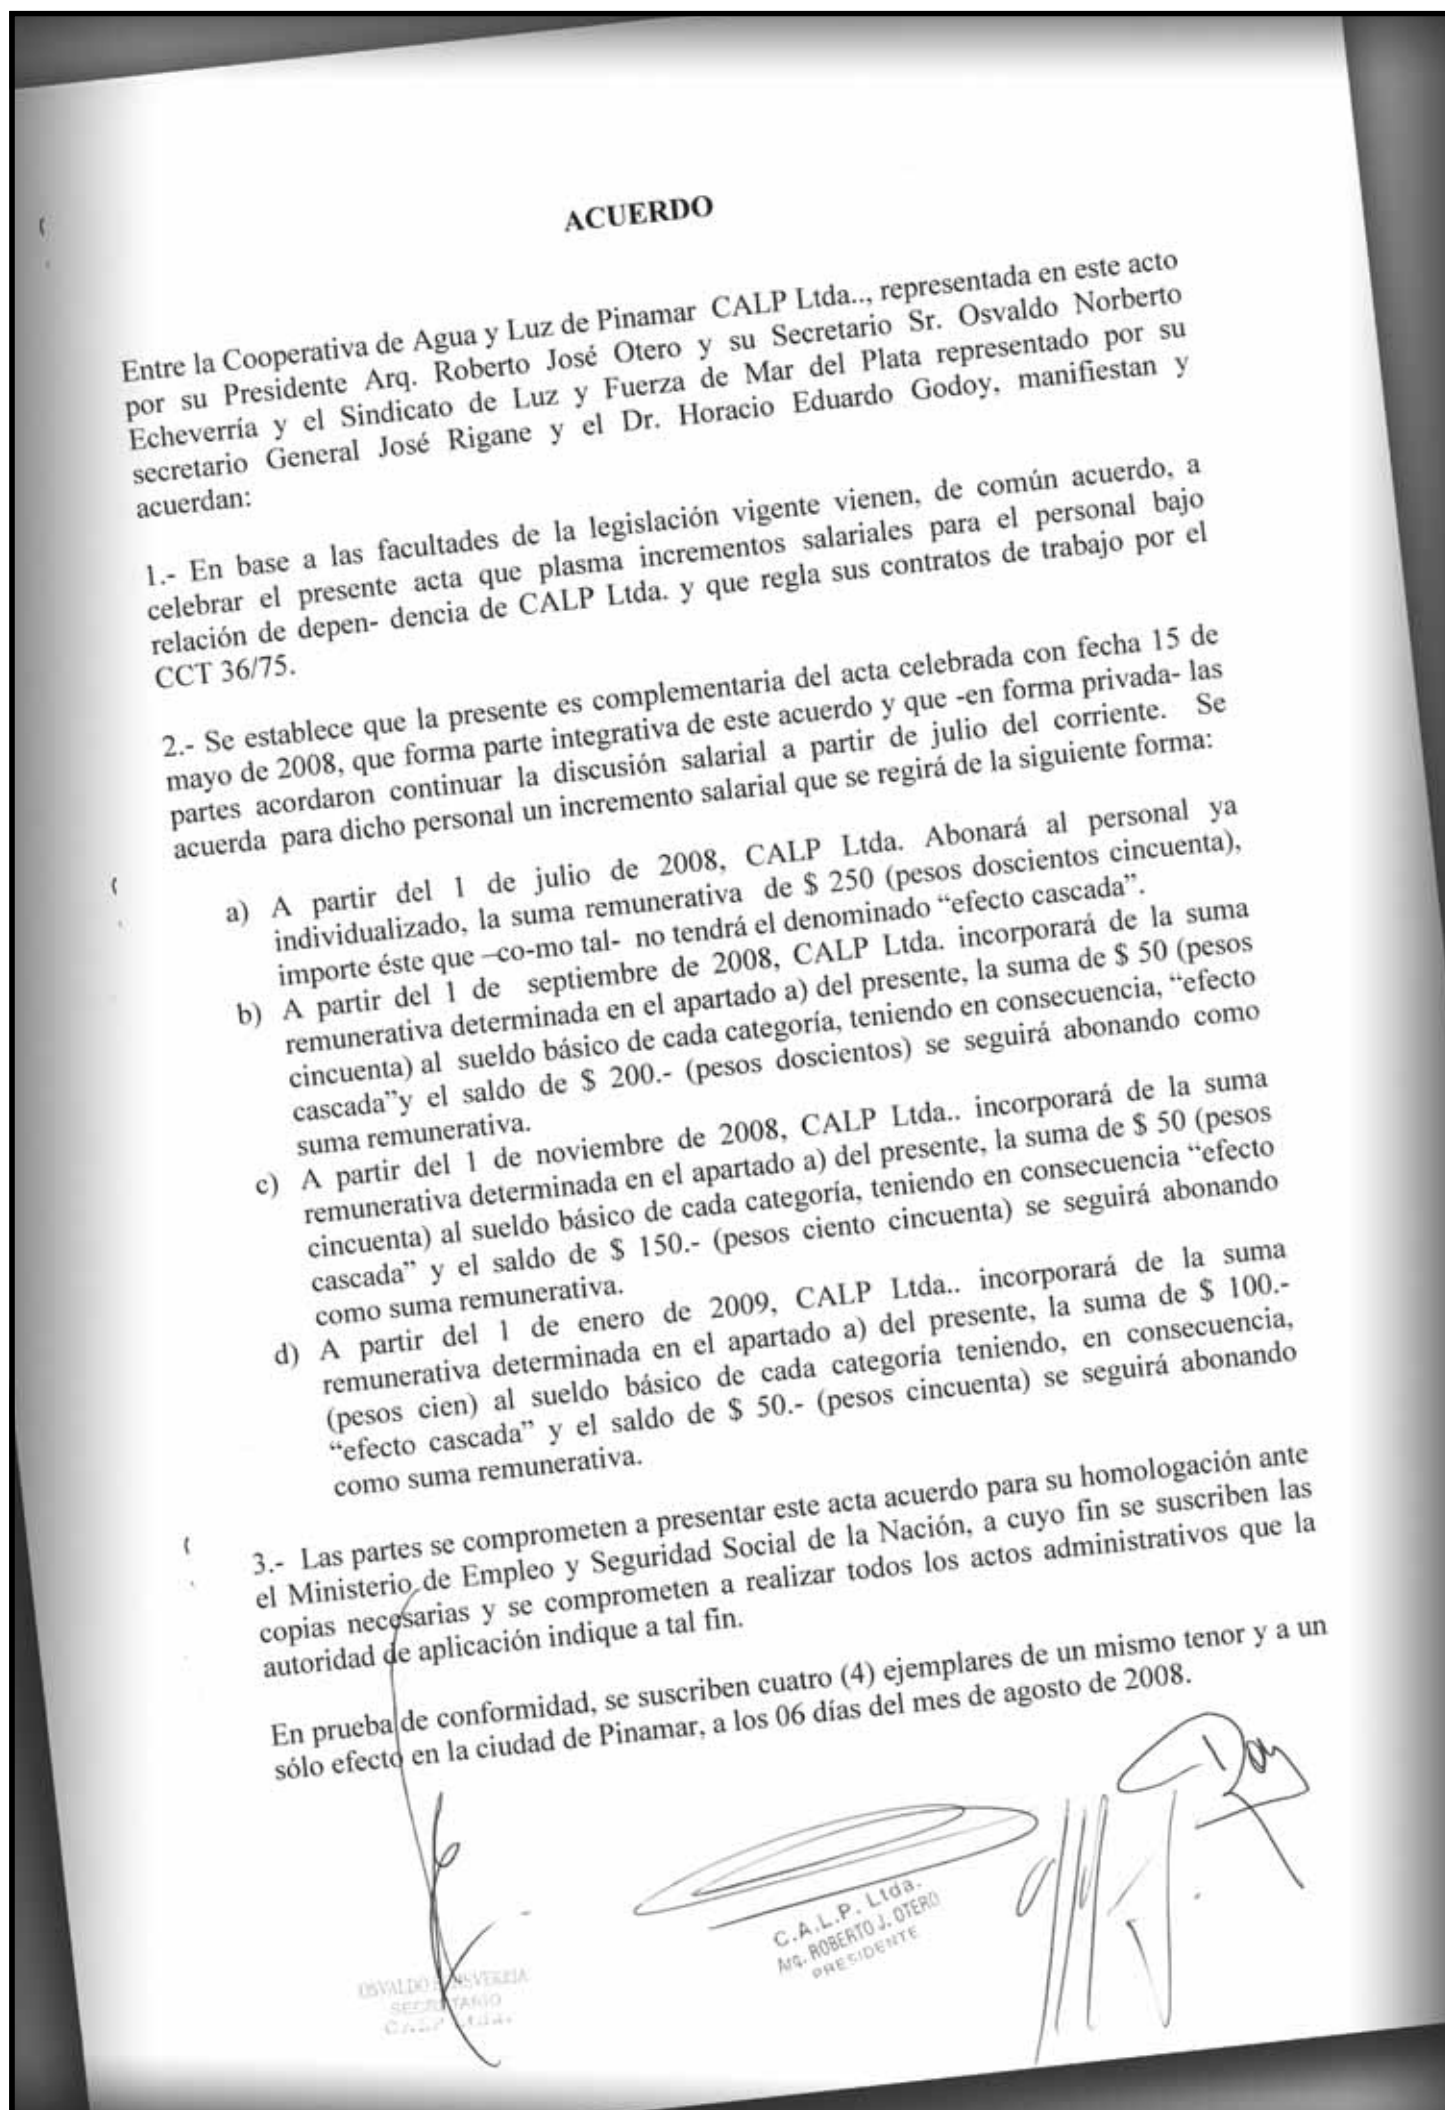 ACUERDO
Entre la Cooperativa de Agua y Luz de Pinamar CALP Ltda.., representada en este acto
por su Presidente Arq. Roberto José Otero y su Secretario Sr. Osvaldo Norberto
Echeverría y el Sindicato de Luz y Fuerza de Mar del Plata representado por su
secretario General José Rigane y el Dr. Horacio Eduardo Godoy, manifiestan y
acuerdan:
1.- En base a las facultades de la legislación vigente vienen, de común acuerdo, a
celebrar el presente acta que plasma incrementos salariales para el personal bajo
relación de depen- dencia de CALP Ltda. y que regla sus contratos de trabajo por el
CCT 36/75.
2.- Se establece que la presente es complementaria del acta celebrada con fecha 15 de
mayo de 2008, que forma parte integrativa de este acuerdo y que -en forma privada- las
partes acordaron continuar la discusión salarial a partir de julio del corriente. Se
acuerda para dicho personal un incremento salarial que se regirá de la siguiente forma:
a) A partir del 1 de julio de 2008, CALP Ltda. Abonará al personal ya
individualizado, la suma remunerativa de $ 250 (pesos doscientos cincuenta),
importe éste que –co-mo tal- no tendrá el denominado “efecto cascada”.
b) A partir del 1 de septiembre de 2008, CALP Ltda. incorporará de la suma
remunerativa determinada en el apartado a) del presente, la suma de $ 50 (pesos
cincuenta) al sueldo básico de cada categoría, teniendo en consecuencia, “efecto
cascada”y el saldo de $ 200.- (pesos doscientos) se seguirá abonando como
suma remunerativa.
c) A partir del 1 de noviembre de 2008, CALP Ltda.. incorporará de la suma
remunerativa determinada en el apartado a) del presente, la suma de $ 50 (pesos
cincuenta) al sueldo básico de cada categoría, teniendo en consecuencia “efecto
cascada” y el saldo de $ 150.- (pesos ciento cincuenta) se seguirá abonando
como suma remunerativa.
d) A partir del 1 de enero de 2009, CALP Ltda.. incorporará de la suma
remunerativa determinada en el apartado a) del presente, la suma de $ 100.-
(pesos cien) al sueldo básico de cada categoría teniendo, en consecuencia,
“efecto cascada” y el saldo de $ 50.- (pesos cincuenta) se seguirá abonando
como suma remunerativa.
3.- Las partes se comprometen a presentar este acta acuerdo para su homologación ante
el Ministerio de Empleo y Seguridad Social de la Nación, a cuyo fin se suscriben las
copias necesarias y se comprometen a realizar todos los actos administrativos que la
autoridad de aplicación indique a tal fin.
En prueba de conformidad, se suscriben cuatro (4) ejemplares de un mismo tenor y a un
sólo efecto en la ciudad de Pinamar, a los 06 días del mes de agosto de 2008.
C.A.L.P. Ltda.
Arq. ROBERTO J. OTERO
PRESIDENTE
OSVALDO
SECRETARIO
CALP Ltda.